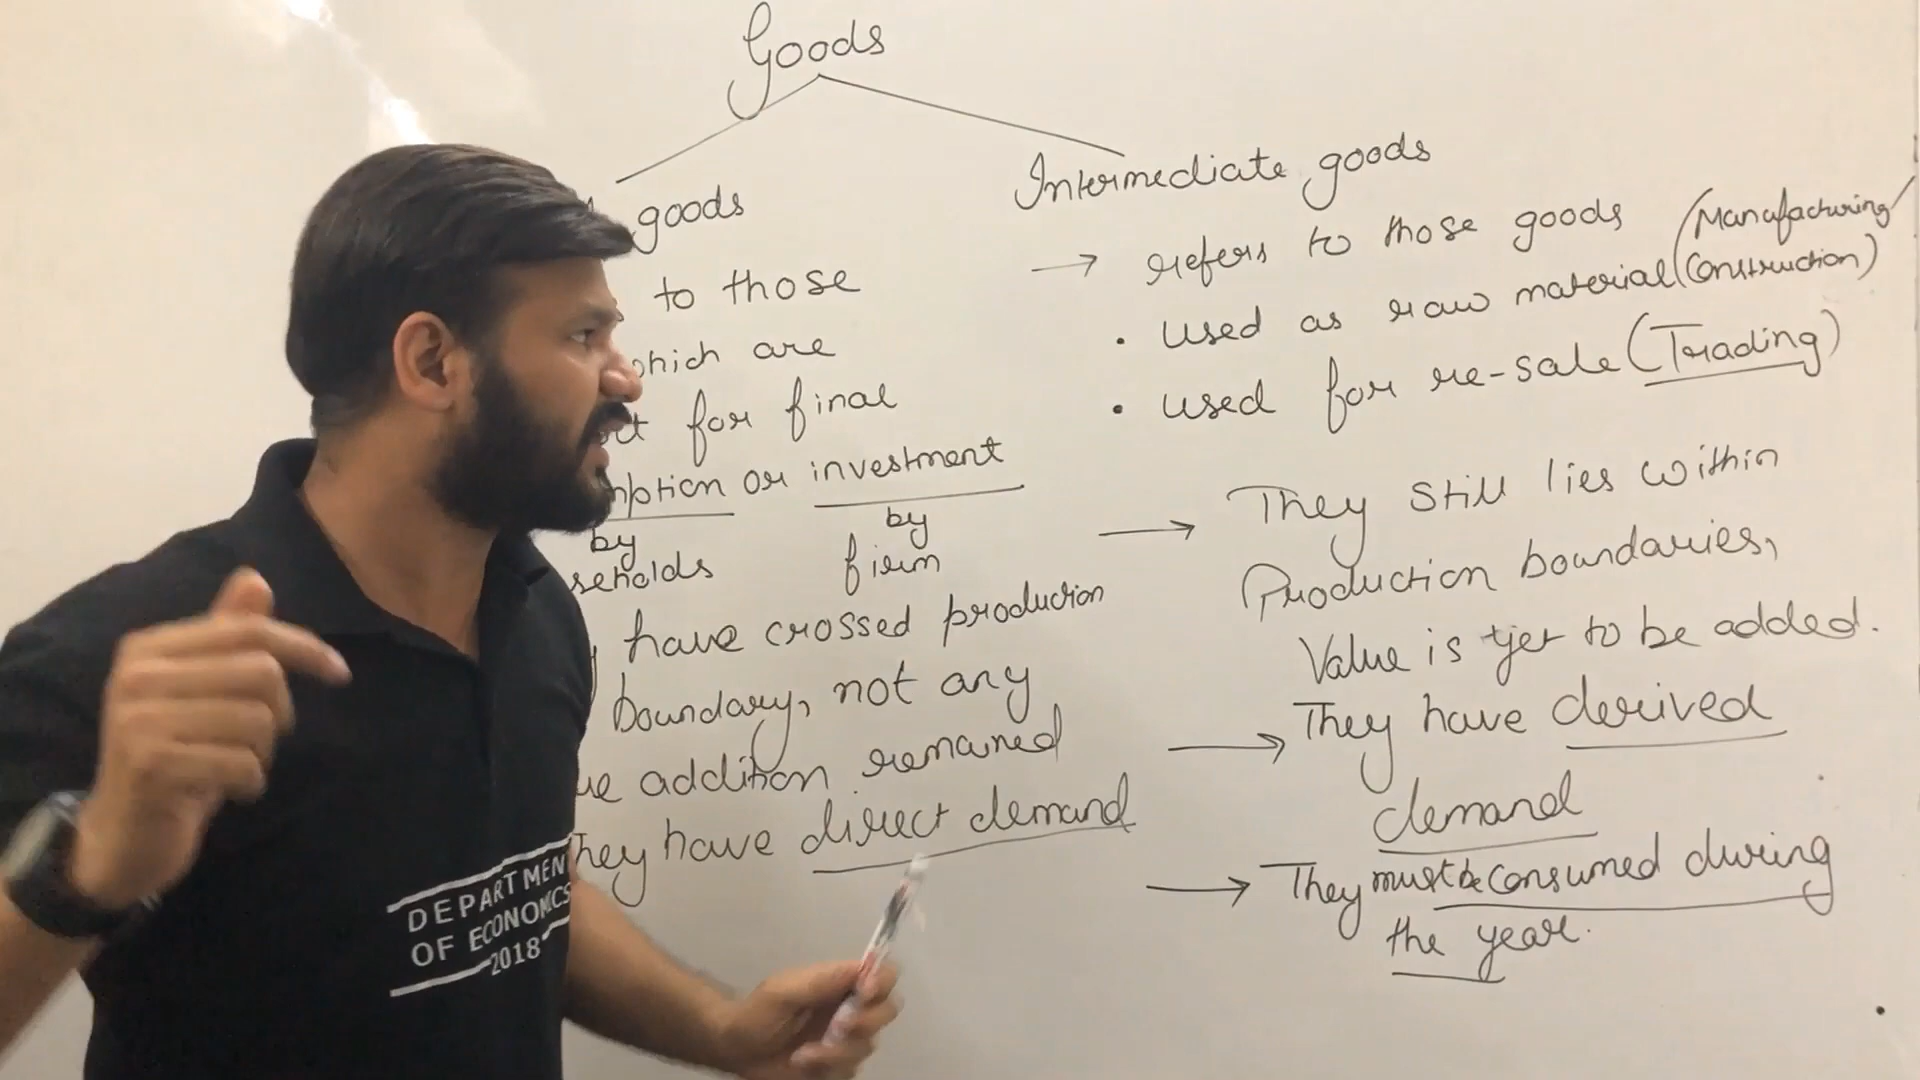 Goods
goods
to those
which are
for final
or investment
by
by
firm
have crossed production
boundary, not any
addition remained
They have direct demand
Intermediate goods
→ refers to those goods
• used as raw material (Manufacturing/
Construction)
• used for re-sale (Trading)
→ They still lies within
Production boundaries,
Value is yet to be added.
→ They have derived
demand
→ They must be consumed during
the year.
DEPARTMENT
OF ECONOMICS
2018